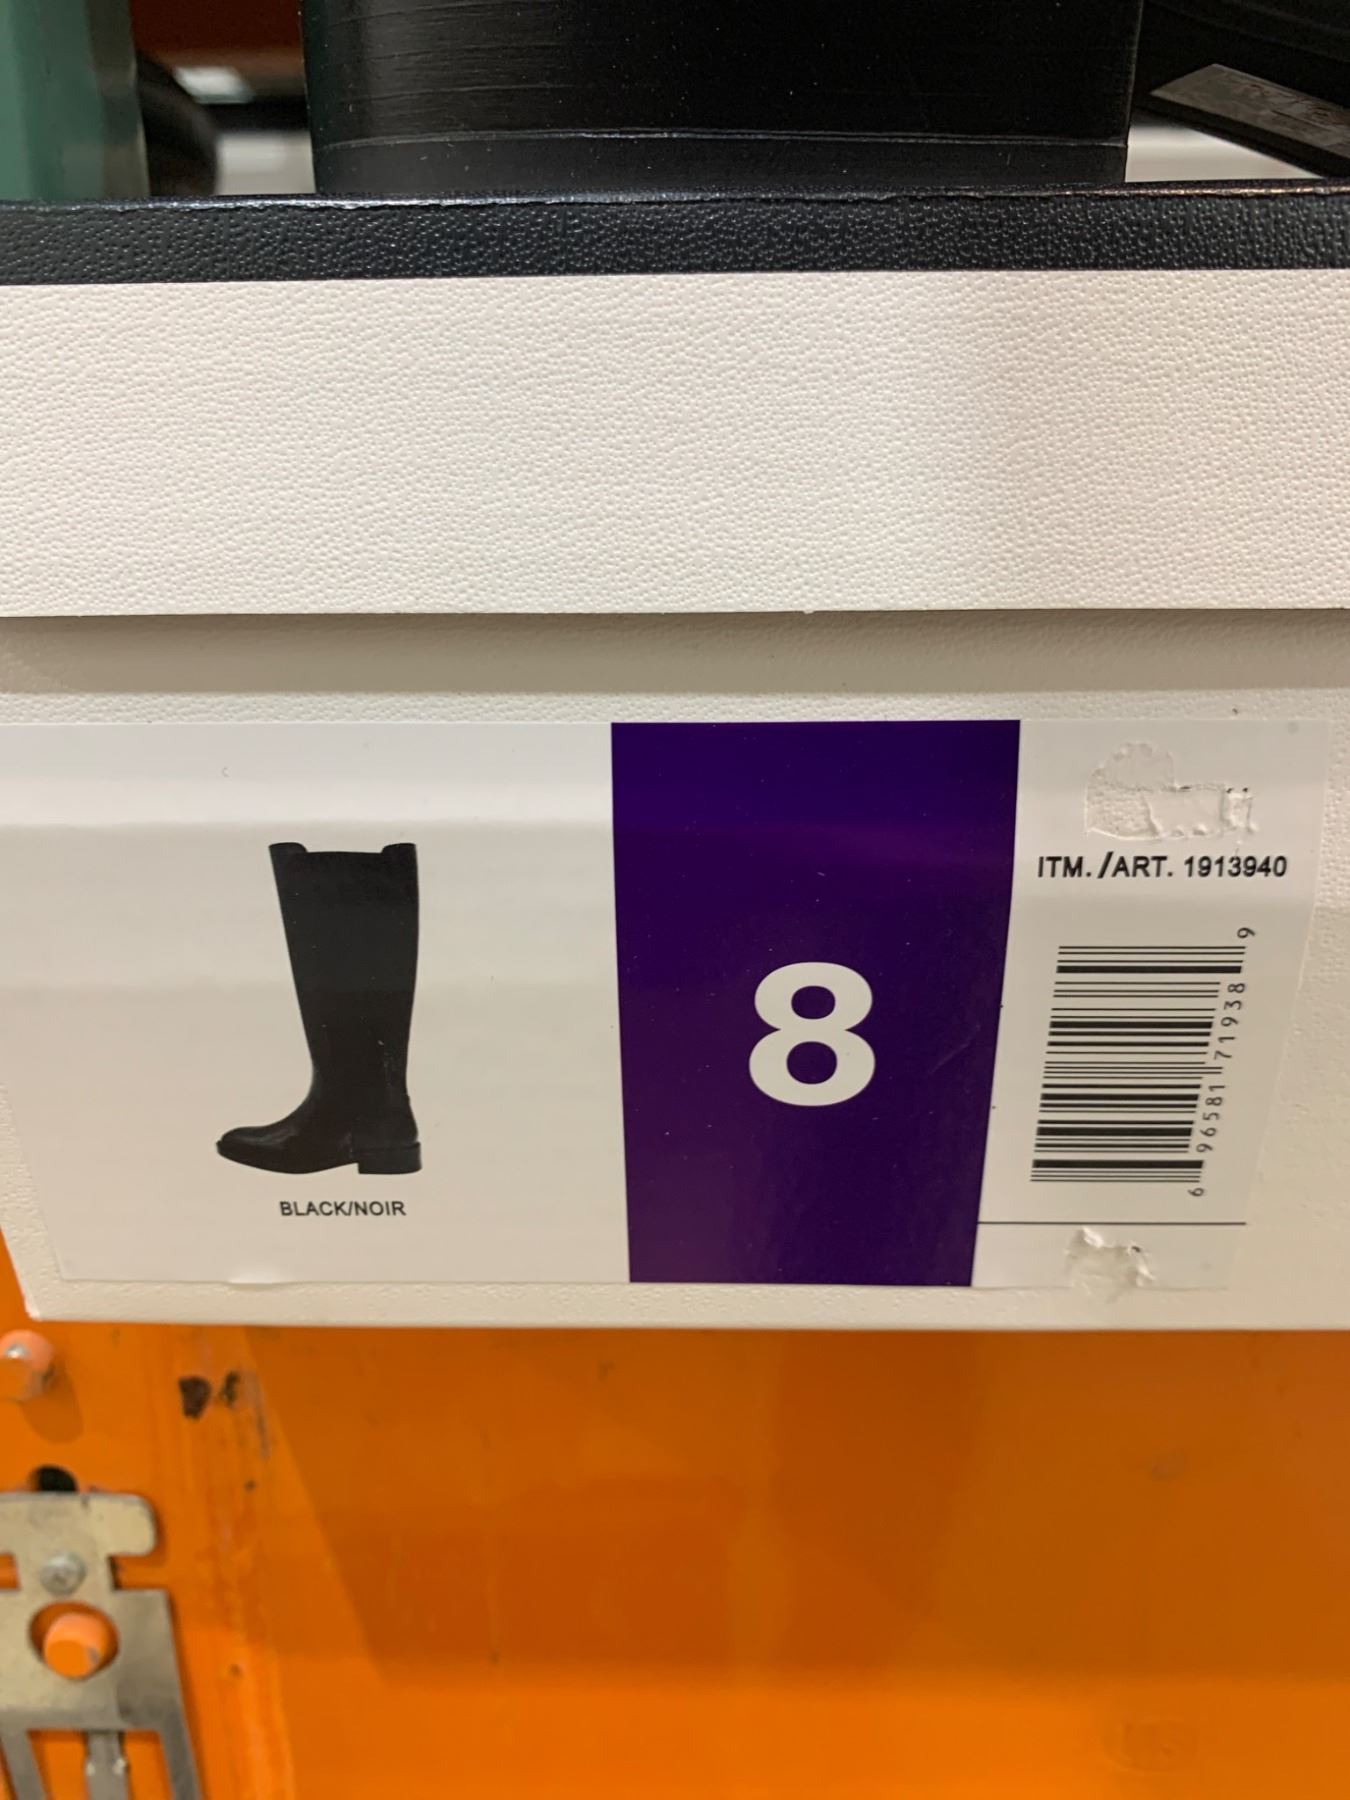 BLACK/NOIR
8
ITM. /ART. 1913940
6 96581 71938 9